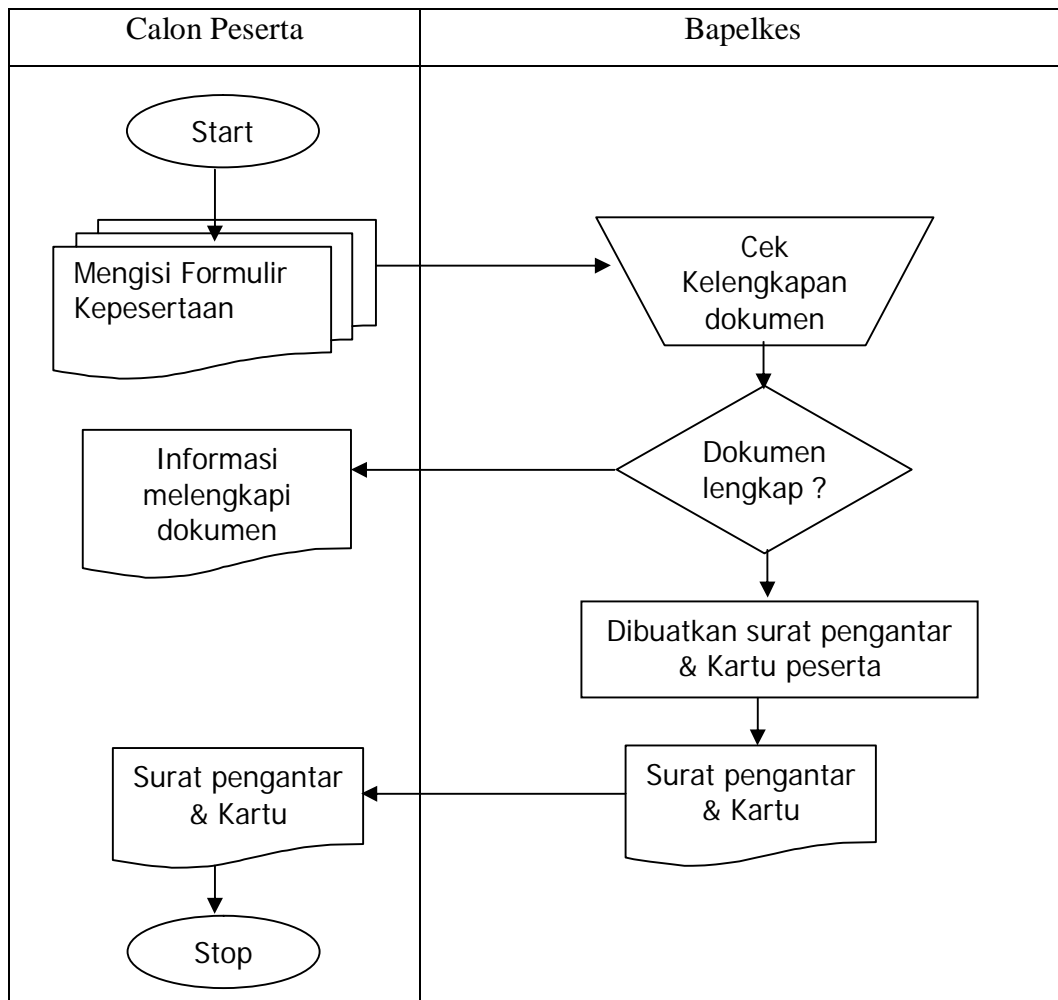 Calon Peserta
Bapelkes
Start
Mengisi Formulir
Kepesertaan
Cek
Kelengkapan
dokumen
Dokumen
lengkap ?
Informasi
melengkapi
dokumen
Dibuatkan surat pengantar
& Kartu peserta
Surat pengantar
& Kartu
Surat pengantar
& Kartu
Stop